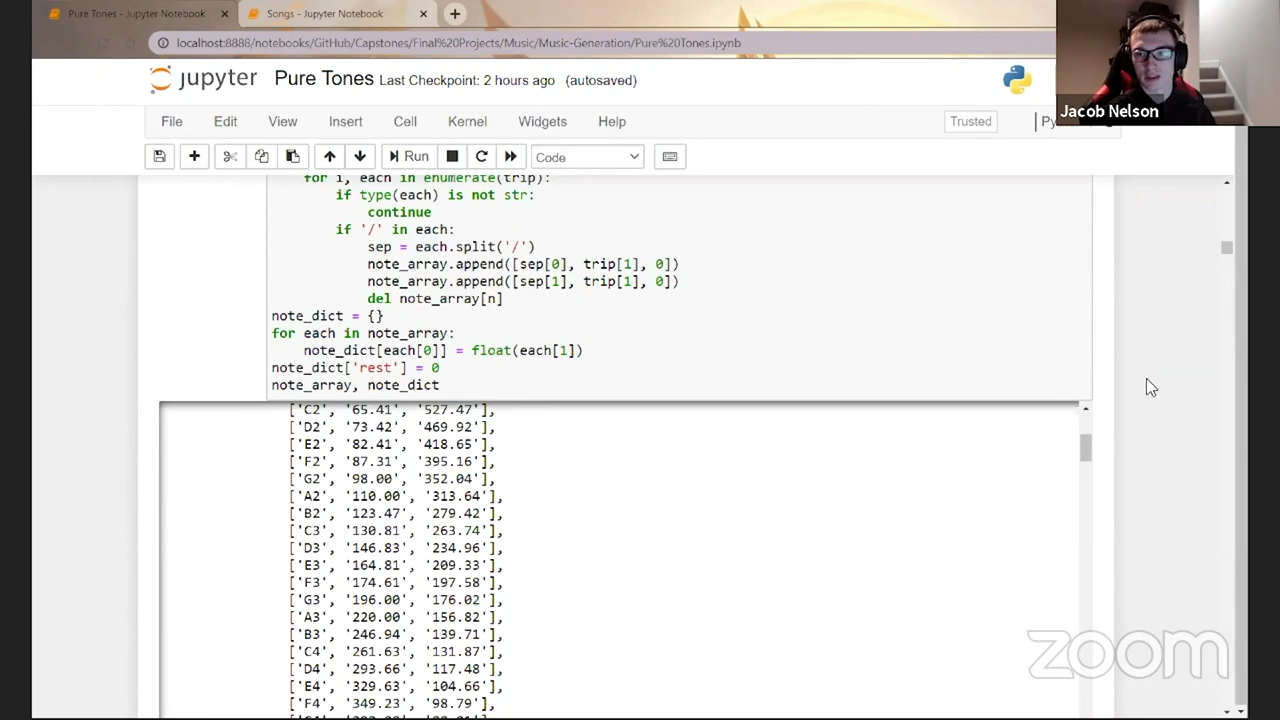 Pure Tones - Jupyter Notebook
Songs - Jupyter Notebook
localhost:8888/notebooks/GitHub/Capstones/Final%20Projects/Music/Music-Generation/Pure%20Tones.ipynb
jupyter Pure Tones Last Checkpoint: 2 hours ago (autosaved)
Jacob Nelson
File Edit View Insert Cell Kernel Widgets Help Trusted
Run Code
for i, each in enumerate(trip):
if type(each) is not str:
continue
if '/' in each:
sep = each.split('/')
note_array.append([sep[0], trip[1], 0])
note_array.append([sep[1], trip[1], 0])
del note_array[n]
note_dict = {}
for each in note_array:
note_dict[each[0]] = float(each[1])
note_dict['rest'] = 0
note_array, note_dict
['C2', '65.41', '527.47'],
['D2', '73.42', '469.92'],
['E2', '82.41', '418.65'],
['F2', '87.31', '395.16'],
['G2', '98.00', '352.04'],
['A2', '110.00', '313.64'],
['B2', '123.47', '279.42'],
['C3', '130.81', '263.74'],
['D3', '146.83', '234.96'],
['E3', '164.81', '209.33'],
['F3', '174.61', '197.58'],
['G3', '196.00', '176.02'],
['A3', '220.00', '156.82'],
['B3', '246.94', '139.71'],
['C4', '261.63', '131.87'],
['D4', '293.66', '117.48'],
['E4', '329.63', '104.66'],
['F4', '349.23', '98.79'],
zoom